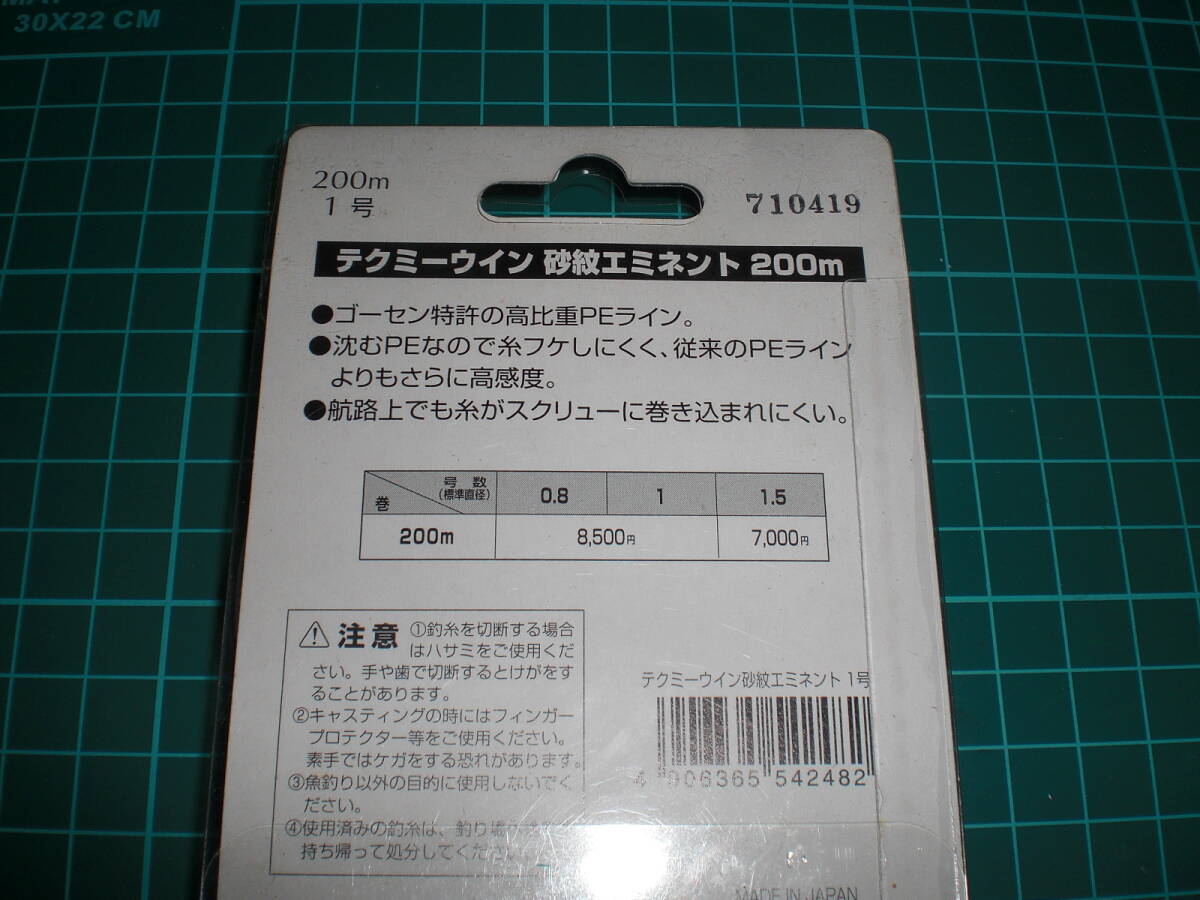 30X22 CM
200m
1号
710419
テクミーウイン 砂紋エミネント 200m
●ゴーセン特許の高比重PEライン。
●沈むPEなので糸フケしにくく、従来のPEライン
よりもさらに高感度。
●航路上でも糸がスクリューに巻き込まれにくい。
号数
(標準直径)
巻
0.8 1 1.5
200m 8,500円 7,000円
⚠注意 ①釣糸を切断する場合
はハサミをご使用くだ
さい。手や歯で切断するとけがをす
ることがあります。
②キャスティングの時にはフィンガー
プロテクター等をご使用ください。
素手ではケガをする恐れがあります。
③魚釣り以外の目的に使用しないでく
ださい。
④使用済みの釣糸は、釣り場
持ち帰って処分してください。
テクミーウイン砂紋エミネント 1号
4 906365 542482
MADE IN JAPAN